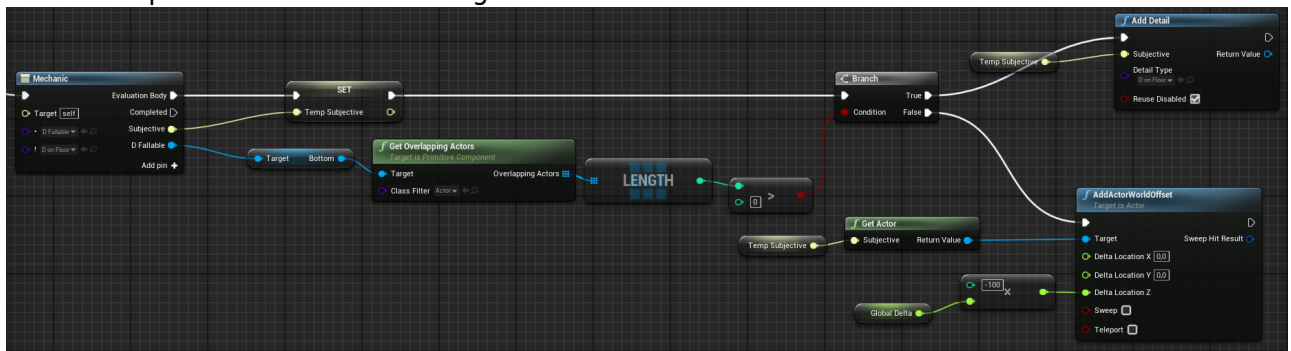 Mechanic
Evaluation Body
Target self
Completed
Subjective
• D Fallable
! D on Floor
D Fallable
Add pin +
SET
Temp Subjective
Target Bottom
Get Overlapping Actors
Target is Primitive Component
Target Overlapping Actors
Class Filter Actor
LENGTH
0 >
Branch
True
Condition False
Temp Subjective
Add Detail
Subjective Return Value
Detail Type
D on Floor
Reuse Disabled
Temp Subjective
Get Actor
Subjective Return Value
Global Delta
-100 ×
AddActorWorldOffset
Target is Actor
Target Sweep Hit Result
Delta Location X 0,0
Delta Location Y 0,0
Delta Location Z
Sweep
Teleport